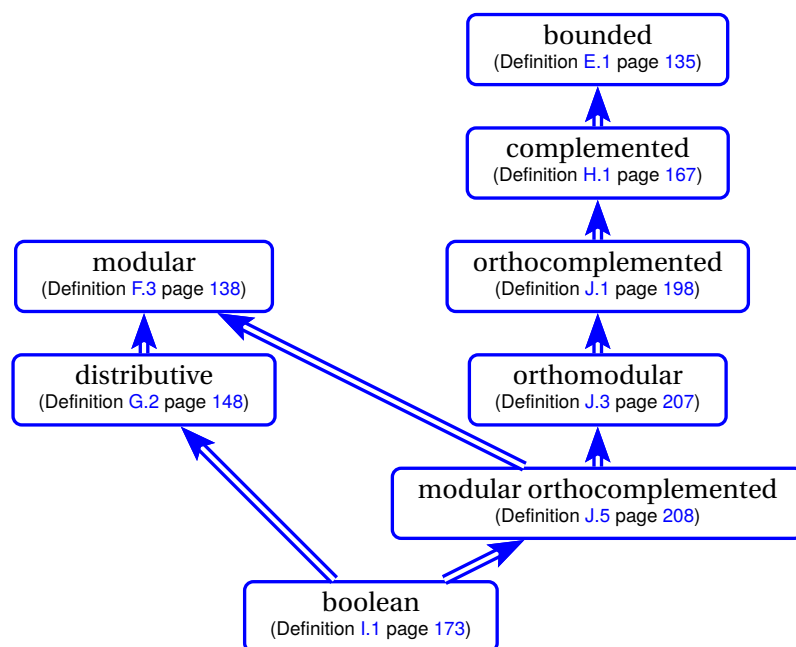 bounded
(Definition E.1 page 135)
complemented
(Definition H.1 page 167)
modular
(Definition F.3 page 138)
orthocomplemented
(Definition J.1 page 198)
distributive
(Definition G.2 page 148)
orthomodular
(Definition J.3 page 207)
modular orthocomplemented
(Definition J.5 page 208)
boolean
(Definition I.1 page 173)